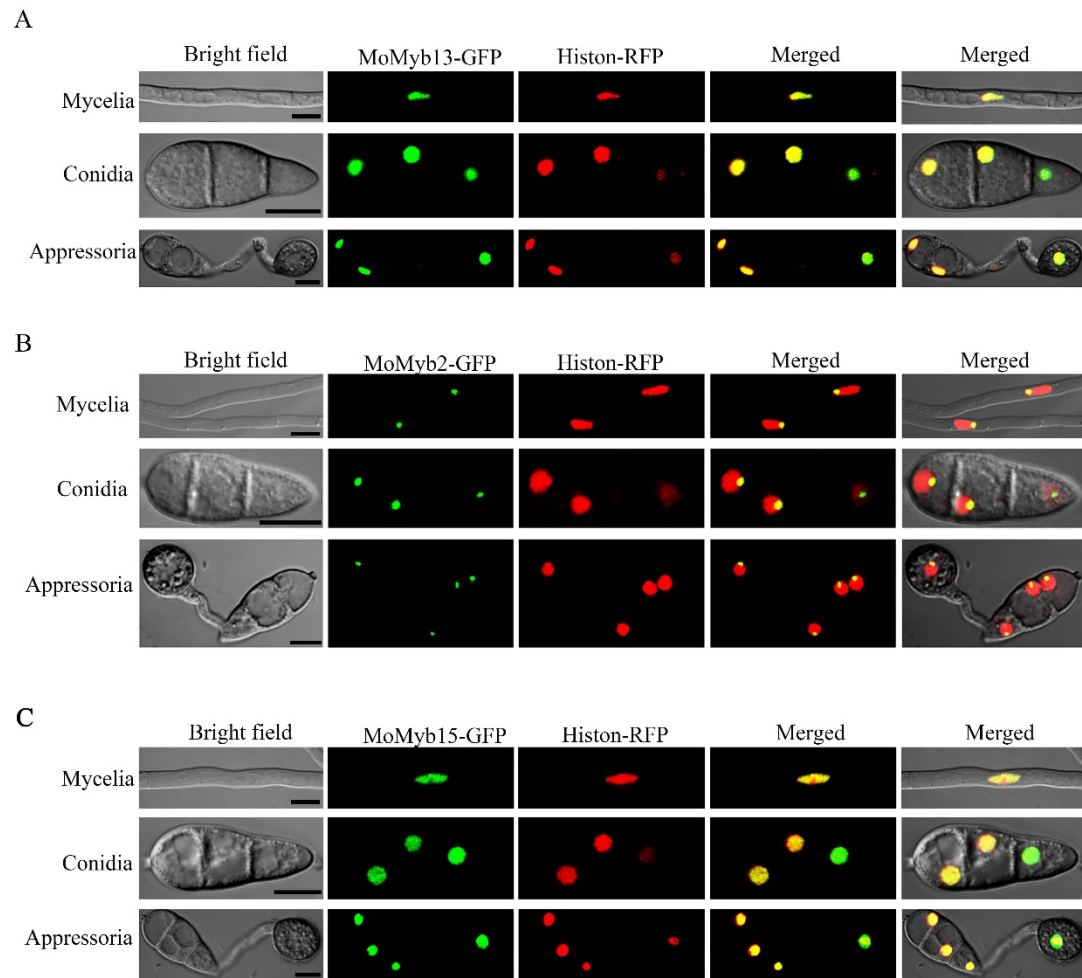 A
Bright field MoMyb13-GFP Histon-RFP Merged Merged
Mycelia
Conidia
Appressoria
B
Bright field MoMyb2-GFP Histon-RFP Merged Merged
Mycelia
Conidia
Appressoria
C
Bright field MoMyb15-GFP Histon-RFP Merged Merged
Mycelia
Conidia
Appressoria